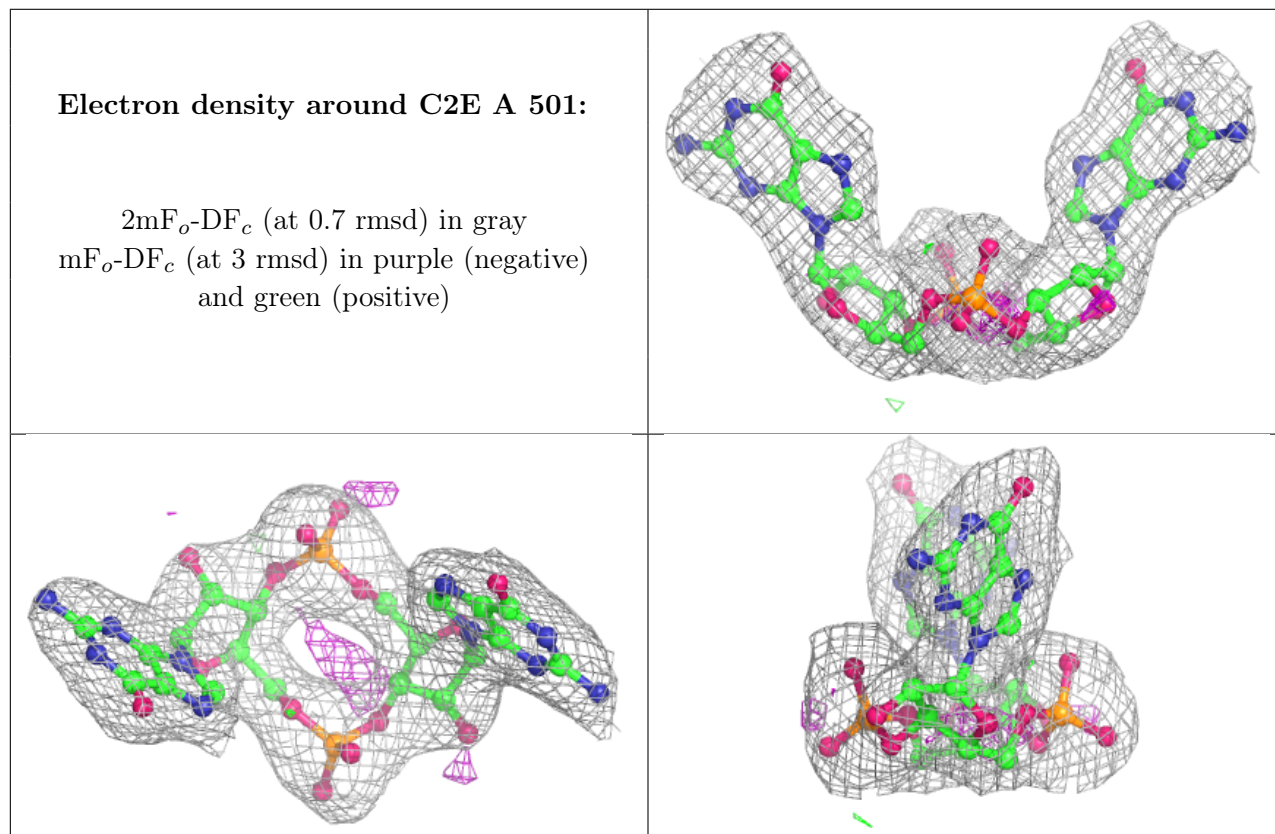 Electron density around C2E A 501:
2mFo-DFc (at 0.7 rmsd) in gray
mFo-DFc (at 3 rmsd) in purple (negative)
and green (positive)